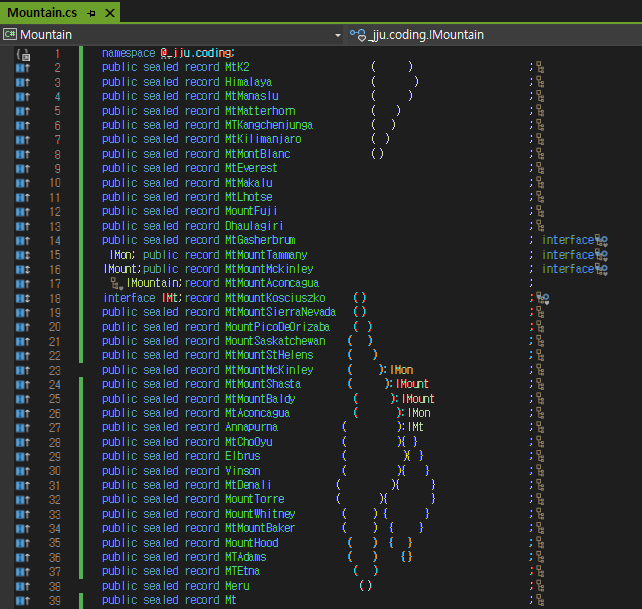 Mountain.cs
C# Mountain _jju.coding.IMountain
1 namespace @_jju.coding;
2 public sealed record MtK2 ( ) ;
3 public sealed record Himalaya ( ) ;
4 public sealed record MtManaslu ( ) ;
5 public sealed record MtMatterhorn ( ) ;
6 public sealed record MTKangchenjunga ( ) ;
7 public sealed record MtKilimanjaro ( ) ;
8 public sealed record MtMontBlanc () ;
9 public sealed record MtEverest ;
10 public sealed record MtMakalu ;
11 public sealed record MtLhotse ;
12 public sealed record MountFuji ;
13 public sealed record Dhaulagiri ;
14 public sealed record MtGasherbrum ; interface
15 IMon; public record MtMountTammany ; interface
16 IMount;public record MtMountMckinley ; interface
17 IMountain;record MtMountAconcagua ;
18 interface IMt;record MtMountKosciuszko () ;
19 public sealed record MtMountSierraNevada () ;
20 public sealed record MountPicoDeOrizaba ( ) ;
21 public sealed record MountSaskatchewan ( ) ;
22 public sealed record MtMountStHelens ( ) ;
23 public sealed record MtMountMcKinley ( ):IMon ;
24 public sealed record MtMountShasta ( ):IMount ;
25 public sealed record MtMountBaldy ( ):IMount ;
26 public sealed record MtAconcagua ( ):IMon ;
27 public sealed record Annapurna ( ):IMt ;
28 public sealed record MtChoOyu ( ){ } ;
29 public sealed record Elbrus ( ){ } ;
30 public sealed record Vinson ( ){ } ;
31 public sealed record MtDenali ( ){ } ;
32 public sealed record MountTorre ( ){ } ;
33 public sealed record MountWhitney ( ) { } ;
34 public sealed record MtMountBaker ( ) { } ;
35 public sealed record MountHood ( ) { } ;
36 public sealed record MTAdams ( ) {} ;
37 public sealed record MTEtna ( ) ;
38 public sealed record Meru () ;
39 public sealed record Mt ;